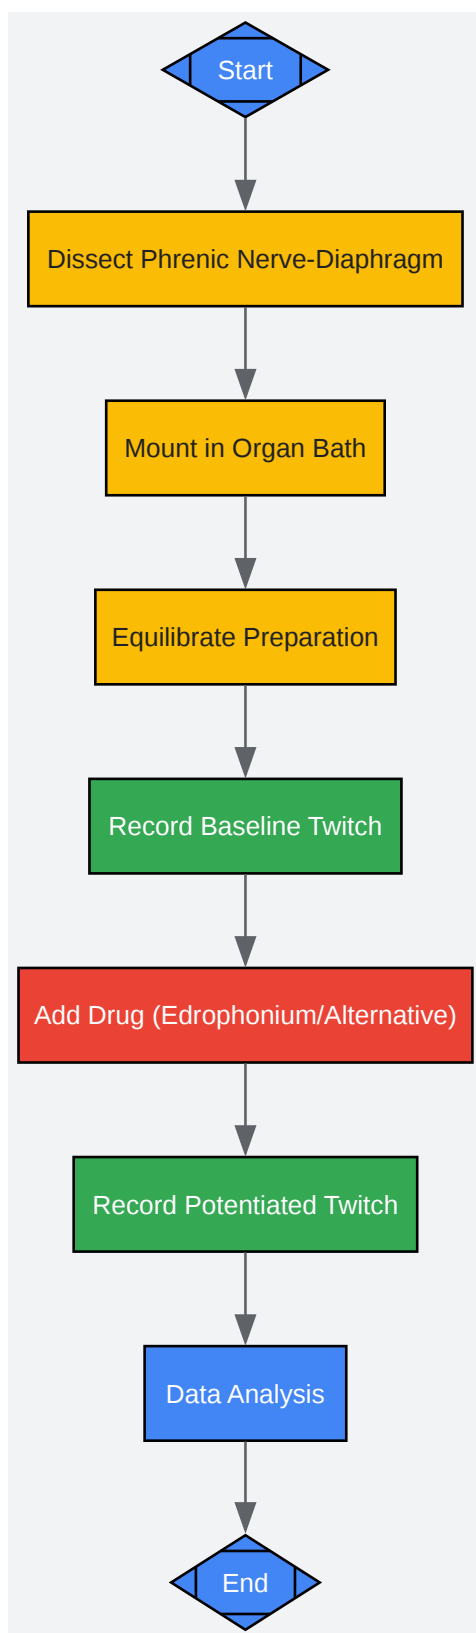 Start
Dissect Phrenic Nerve-Diaphragm
Mount in Organ Bath
Equilibrate Preparation
Record Baseline Twitch
Add Drug (Edrophonium/Alternative)
Record Potentiated Twitch
Data Analysis
End